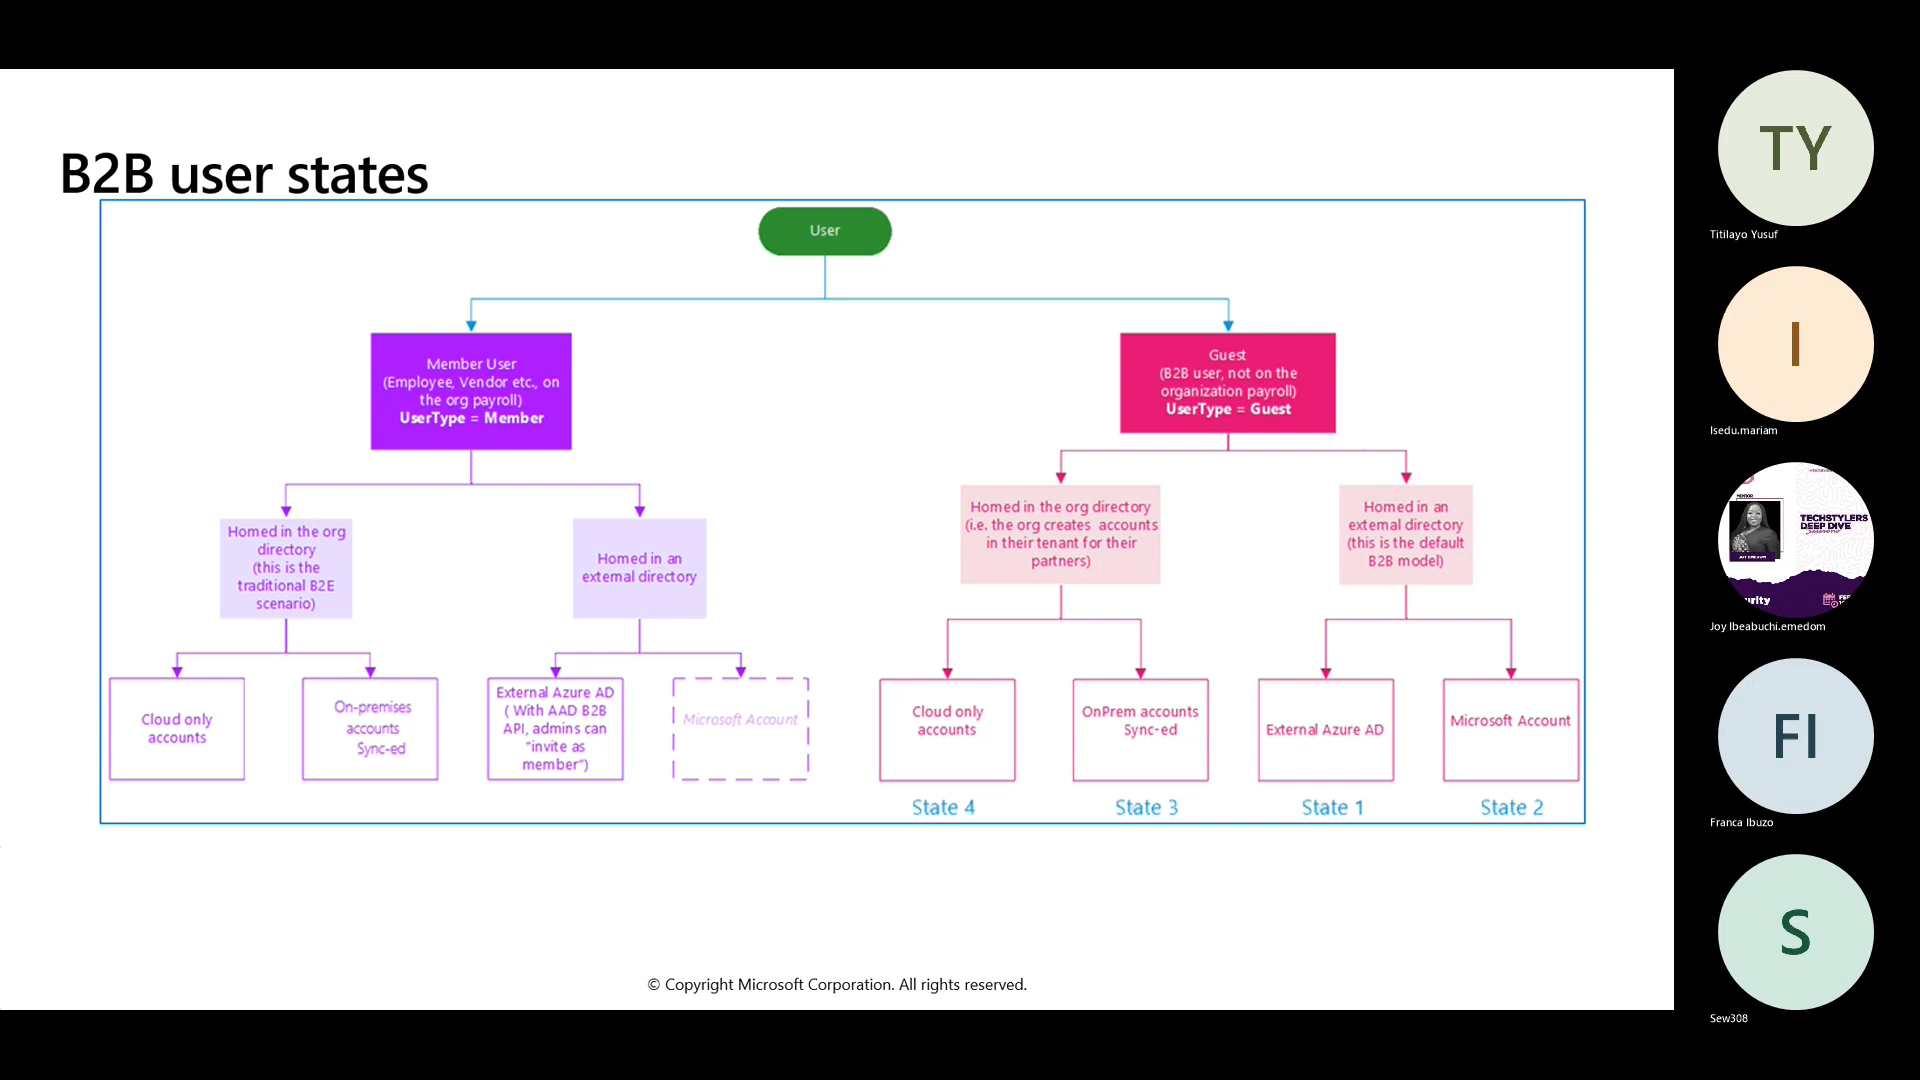 B2B user states
User
Member User
(Employee, Vendor etc., on
the org payroll)
UserType = Member
Guest
(B2B user, not on the
organization payroll)
UserType = Guest
Homed in the org
directory
(this is the
traditional B2E
scenario)
Homed in an
external directory
Homed in the org directory
(i.e. the org creates accounts
in their tenant for their
partners)
Homed in an
external directory
(this is the default
B2B model)
Cloud only
accounts
On-premises
accounts
Sync-ed
External Azure AD
( With AAD B2B
API, admins can
"invite as
member")
Microsoft Account
Cloud only
accounts
OnPrem accounts
Sync-ed
External Azure AD
Microsoft Account
State 4
State 3
State 1
State 2
© Copyright Microsoft Corporation. All rights reserved.
TY
Titilayo Yusuf
I
Isedu.mariam
MENTOR
TECHSTYLERS
DEEP DIVE
Joy Ibeabuchi.emedom
FI
Franca Ibuzo
S
Sew308